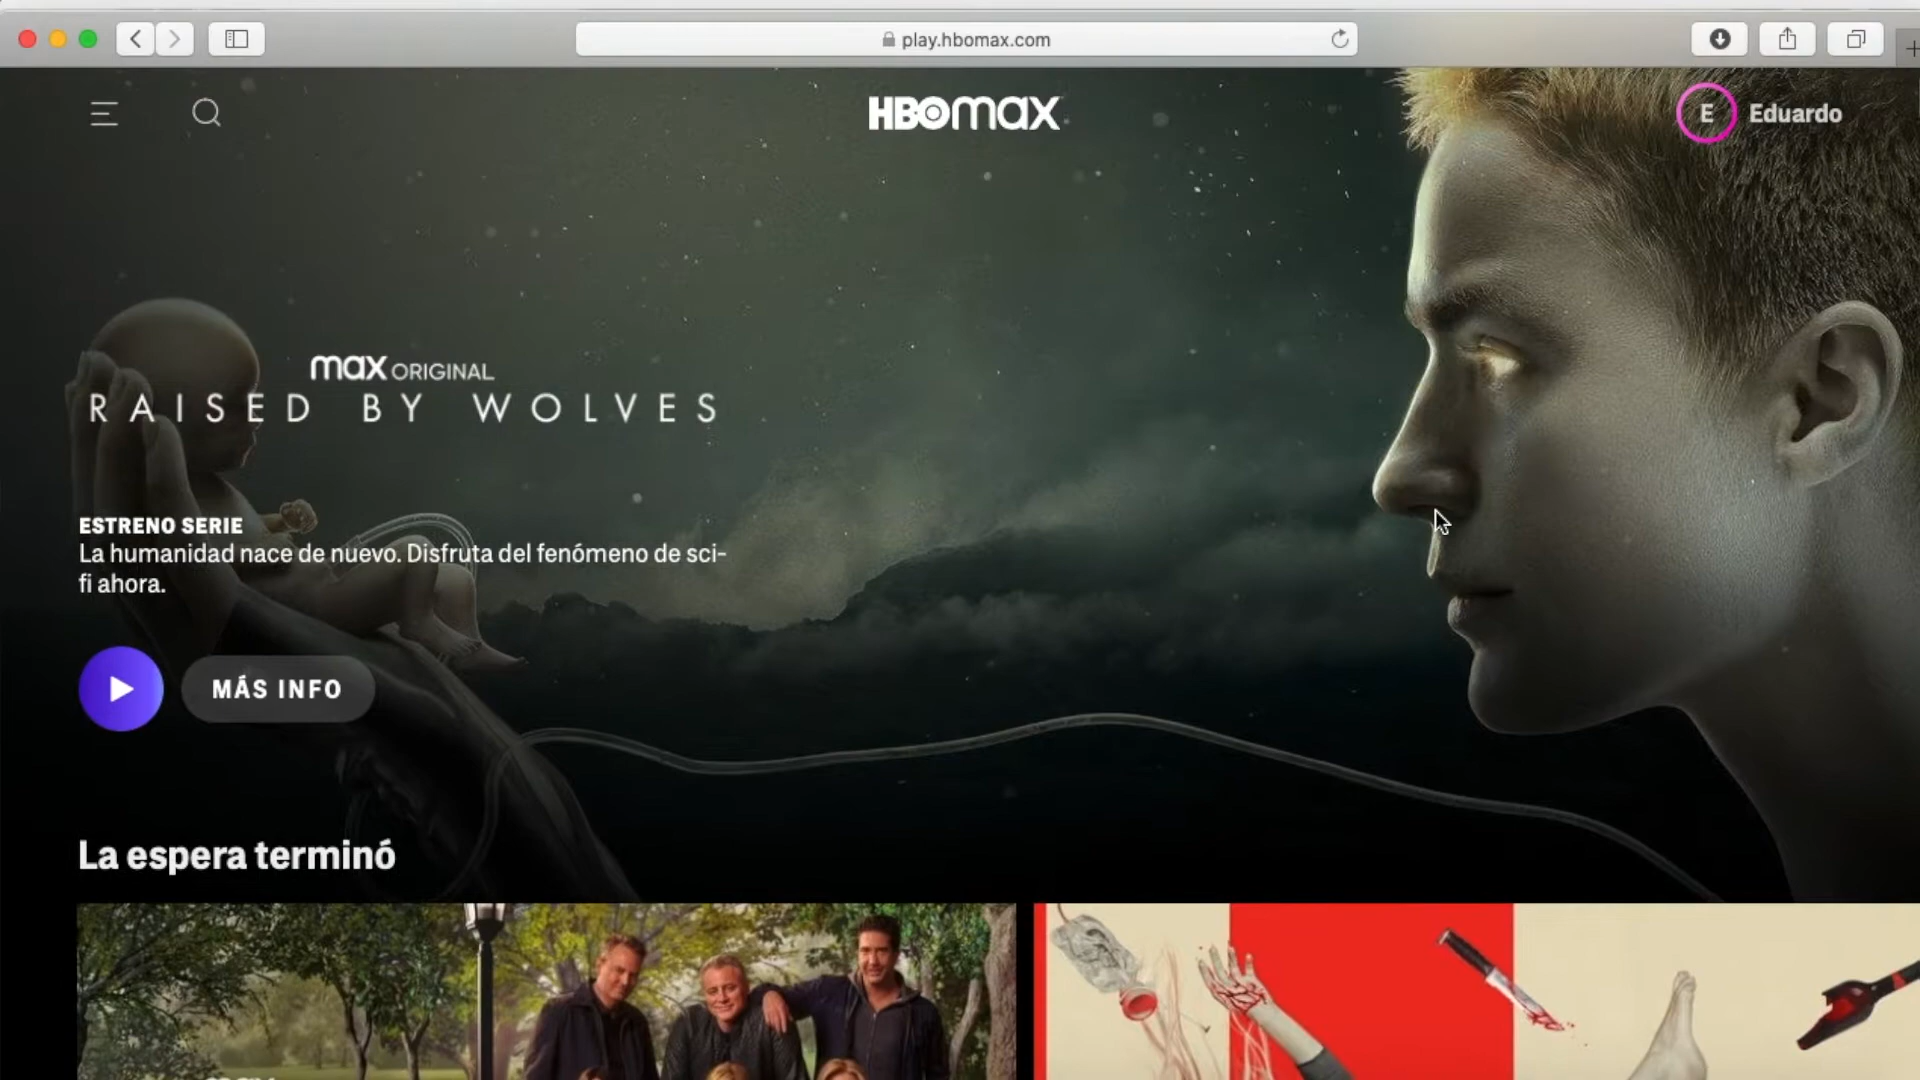 play.hbomax.com
HBOMAX
E Eduardo
max ORIGINAL
RAISED BY WOLVES
ESTRENO SERIE
La humanidad nace de nuevo. Disfruta del fenómeno de sci-
fi ahora.
MÁS INFO
La espera terminó